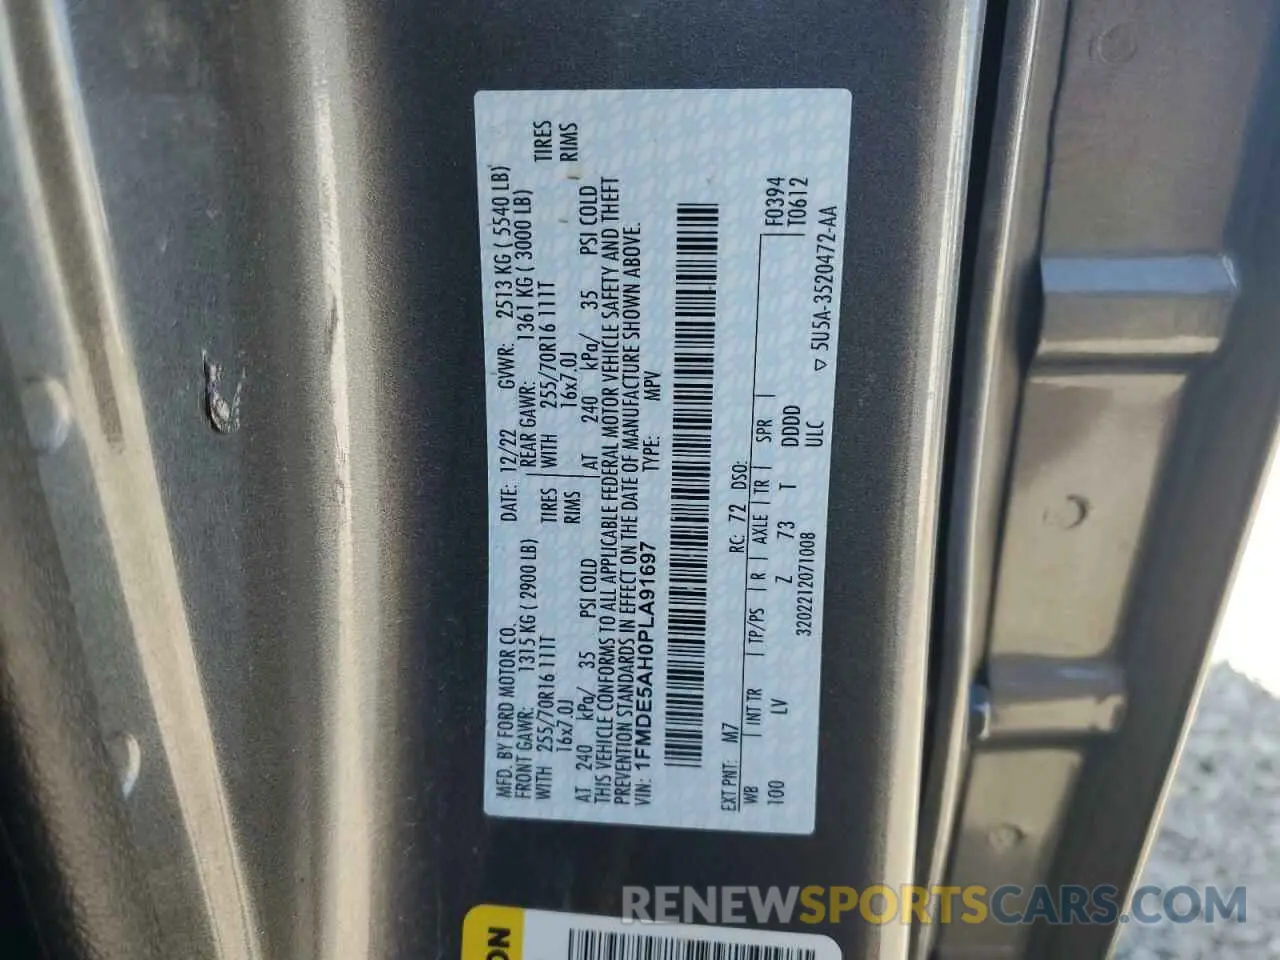 MFD. BY FORD MOTOR CO.
DATE: 12/22 GVWR: 2513 KG ( 5540 LB)
FRONT GAWR: 1315 KG ( 2900 LB)
REAR GAWR: 1361 KG ( 3000 LB)
WITH 255/70R16 111T TIRES
WITH 255/70R16 111T TIRES
16x7.0J RIMS
16x7.0J RIMS
AT 240 kPa/ 35 PSI COLD
AT 240 kPa/ 35 PSI COLD
THIS VEHICLE CONFORMS TO ALL APPLICABLE FEDERAL MOTOR VEHICLE SAFETY AND THEFT
PREVENTION STANDARDS IN EFFECT ON THE DATE OF MANUFACTURE SHOWN ABOVE.
VIN: 1FMDE5AH0PLA91697 TYPE: MPV
EXT PNT: M7 RC: 72 DSO: F0394
WB | INT TR | TP/PS | R | AXLE | TR | SPR | T0612
100 LV Z 73 T DDDD
3202212071008 ULC
▽ 5U5A-3520472-AA
ON
RENEWSPORTSCARS.COM